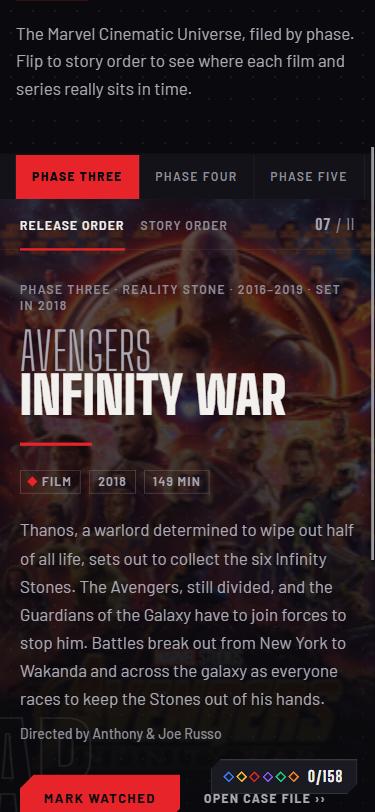 The Marvel Cinematic Universe, filed by phase.
Flip to story order to see where each film and
series really sits in time.
PHASE THREE PHASE FOUR PHASE FIVE
RELEASE ORDER STORY ORDER 07 / 11
PHASE THREE · REALITY STONE · 2016–2019 · SET
IN 2018
AVENGERS
INFINITY WAR
FILM 2018 149 MIN
Thanos, a warlord determined to wipe out half
of all life, sets out to collect the six Infinity
Stones. The Avengers, still divided, and the
Guardians of the Galaxy have to join forces to
stop him. Battles break out from New York to
Wakanda and across the galaxy as everyone
races to keep the Stones out of his hands.
Directed by Anthony & Joe Russo
0/158
MARK WATCHED OPEN CASE FILE ››